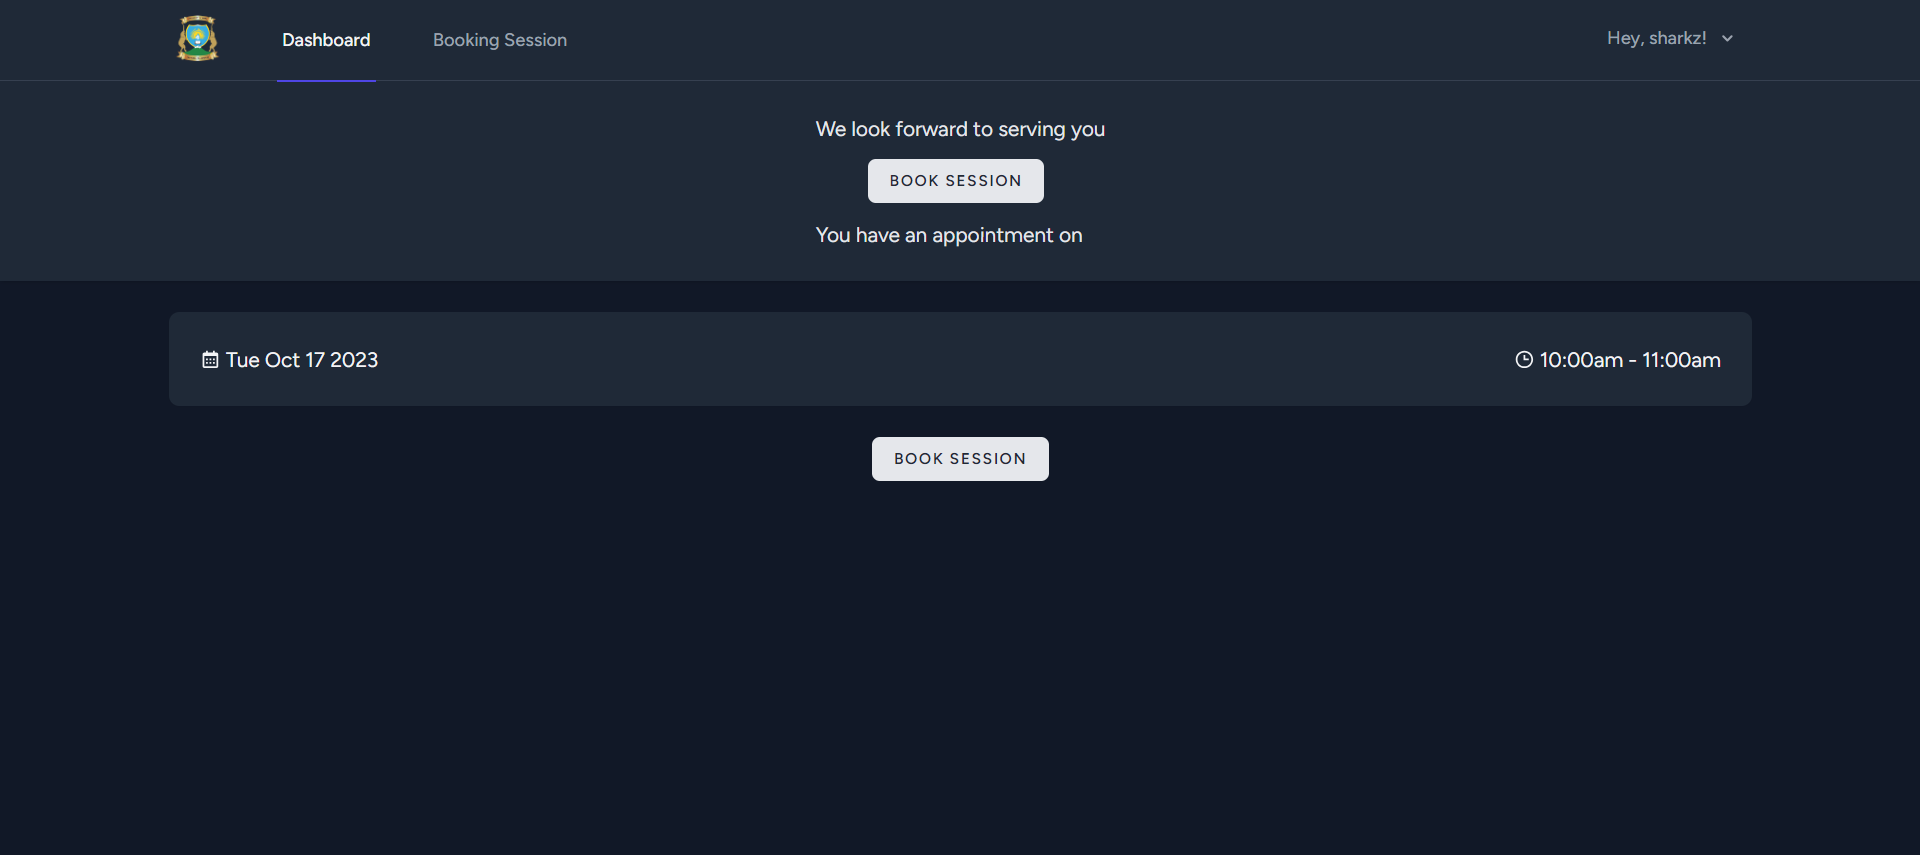 Dashboard
Booking Session
Hey, sharkz!
We look forward to serving you
BOOK SESSION
You have an appointment on
Tue Oct 17 2023
10:00am - 11:00am
BOOK SESSION